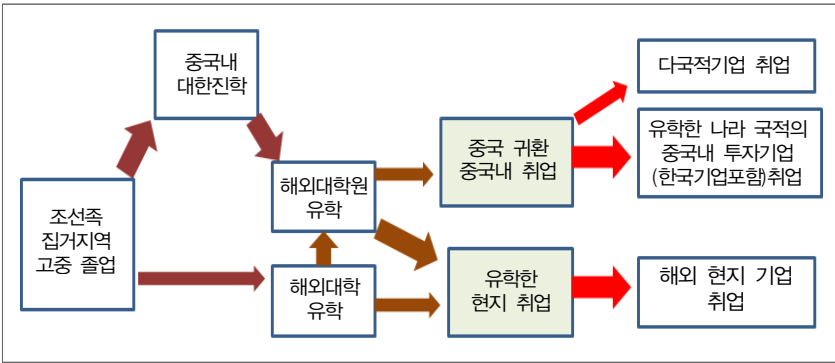 중국내
대한진학
다국적기업 취업
유학한 나라 국적의
중국내 투자기업
(한국기업포함)취업
중국 귀환
중국내 취업
해외대학원
유학
조선족
집거지역
고중 졸업
해외대학
유학
유학한
현지 취업
해외 현지 기업
취업